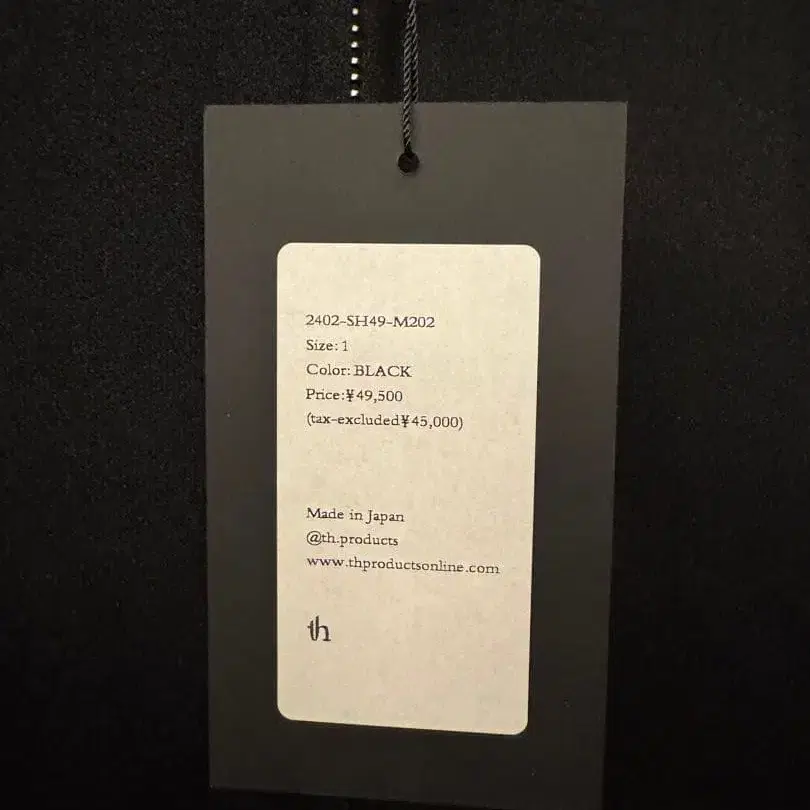 2402-SH49-M202
Size: 1
Color: BLACK
Price:¥49,500
(tax-excluded¥45,000)
Made in Japan
@th.products
www.thproductsonline.com
th